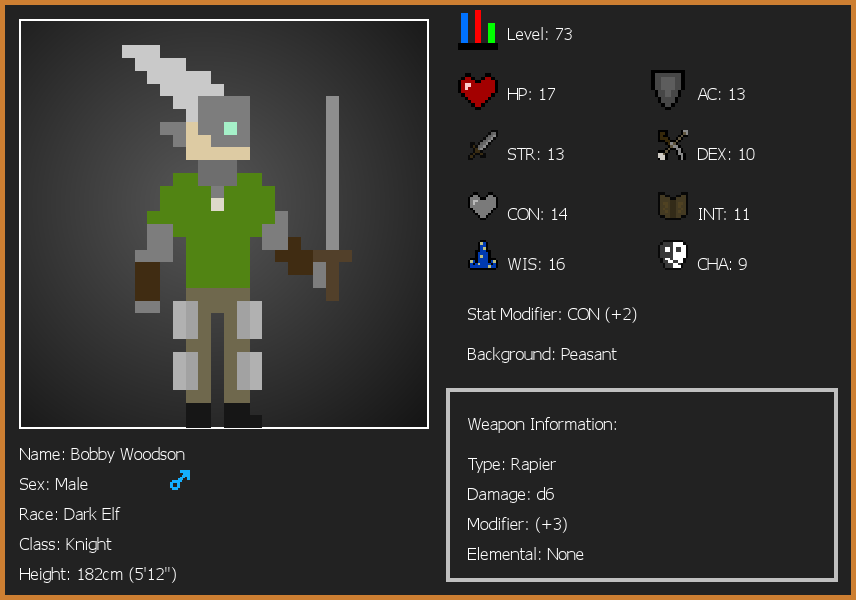 Level: 73
HP: 17
AC: 13
STR: 13
DEX: 10
CON: 14
INT: 11
WIS: 16
CHA: 9
Stat Modifier: CON (+2)
Background: Peasant
Weapon Information:
Type: Rapier
Damage: d6
Modifier: (+3)
Elemental: None
Name: Bobby Woodson
Sex: Male
Race: Dark Elf
Class: Knight
Height: 182cm (5'12")